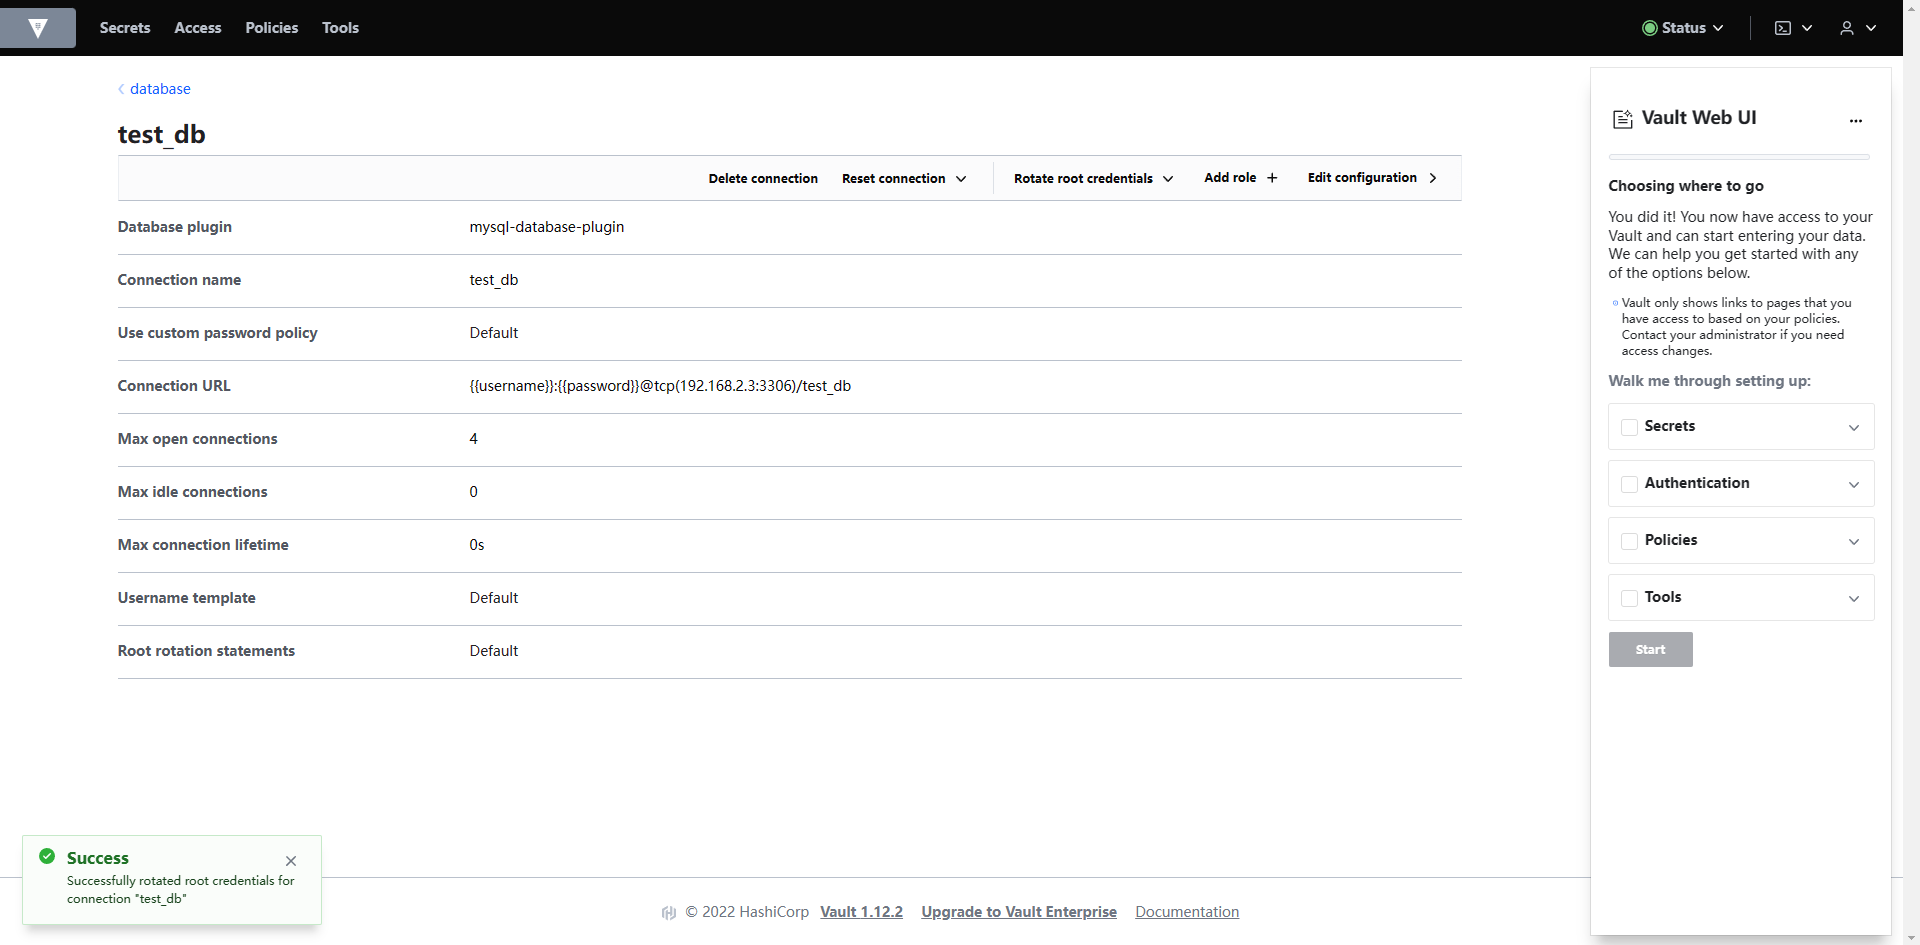 Secrets Access Policies Tools Status
database
test_db
Delete connection Reset connection Rotate root credentials Add role Edit configuration
Database plugin mysql-database-plugin
Connection name test_db
Use custom password policy Default
Connection URL {{username}}:{{password}}@tcp(192.168.2.3:3306)/test_db
Max open connections 4
Max idle connections 0
Max connection lifetime 0s
Username template Default
Root rotation statements Default
Vault Web UI
Choosing where to go
You did it! You now have access to your
Vault and can start entering your data.
We can help you get started with any
of the options below.
Vault only shows links to pages that you
have access to based on your policies.
Contact your administrator if you need
access changes.
Walk me through setting up:
Secrets
Authentication
Policies
Tools
Start
Success
Successfully rotated root credentials for
connection "test_db"
© 2022 HashiCorp Vault 1.12.2 Upgrade to Vault Enterprise Documentation